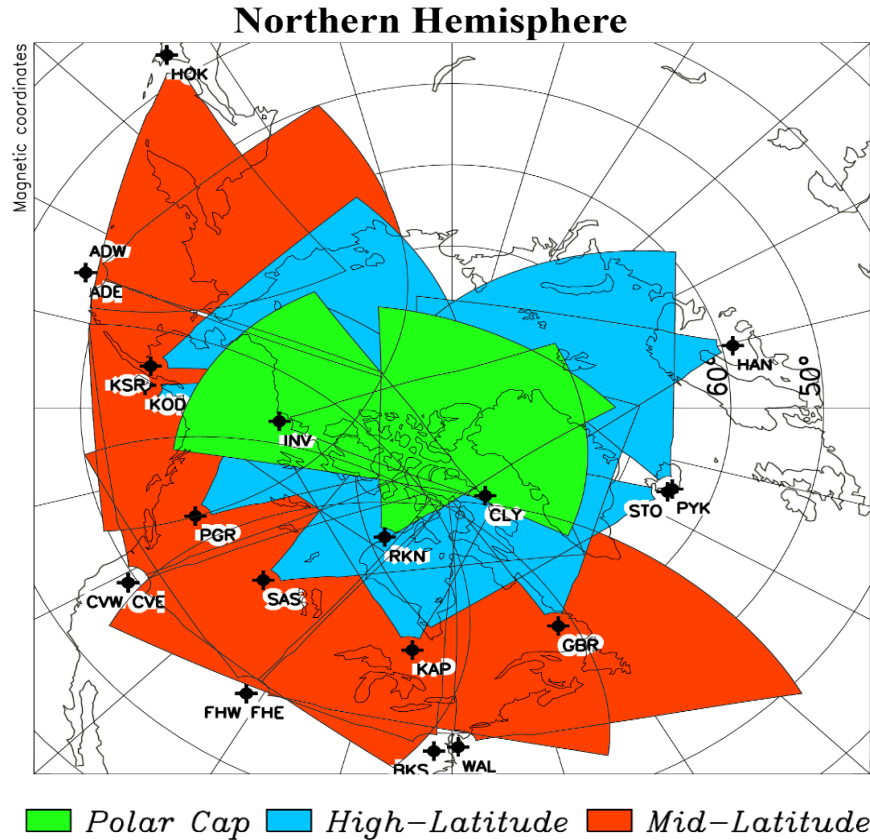 Northern Hemisphere
Magnetic coordinates
HOK
ADW
ADE
HAN
60°
50°
KSR
KOD
INV
STO PYK
CLY
PGR
RKN
CVW CVE
SAS
GBR
KAP
FHW FHE
BKS WAL
Polar Cap High-Latitude Mid-Latitude